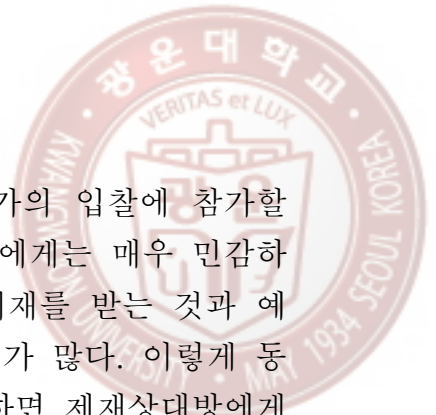 광운대학교
VERITAS et LUX
KWANGWOON UNIVERSITY • MAY 1934 SEOUL KOREA
가의 입찰에 참가할
에게는 매우 민감하
재를 받는 것과 예
가 많다. 이렇게 동
하면 제재상대방에게